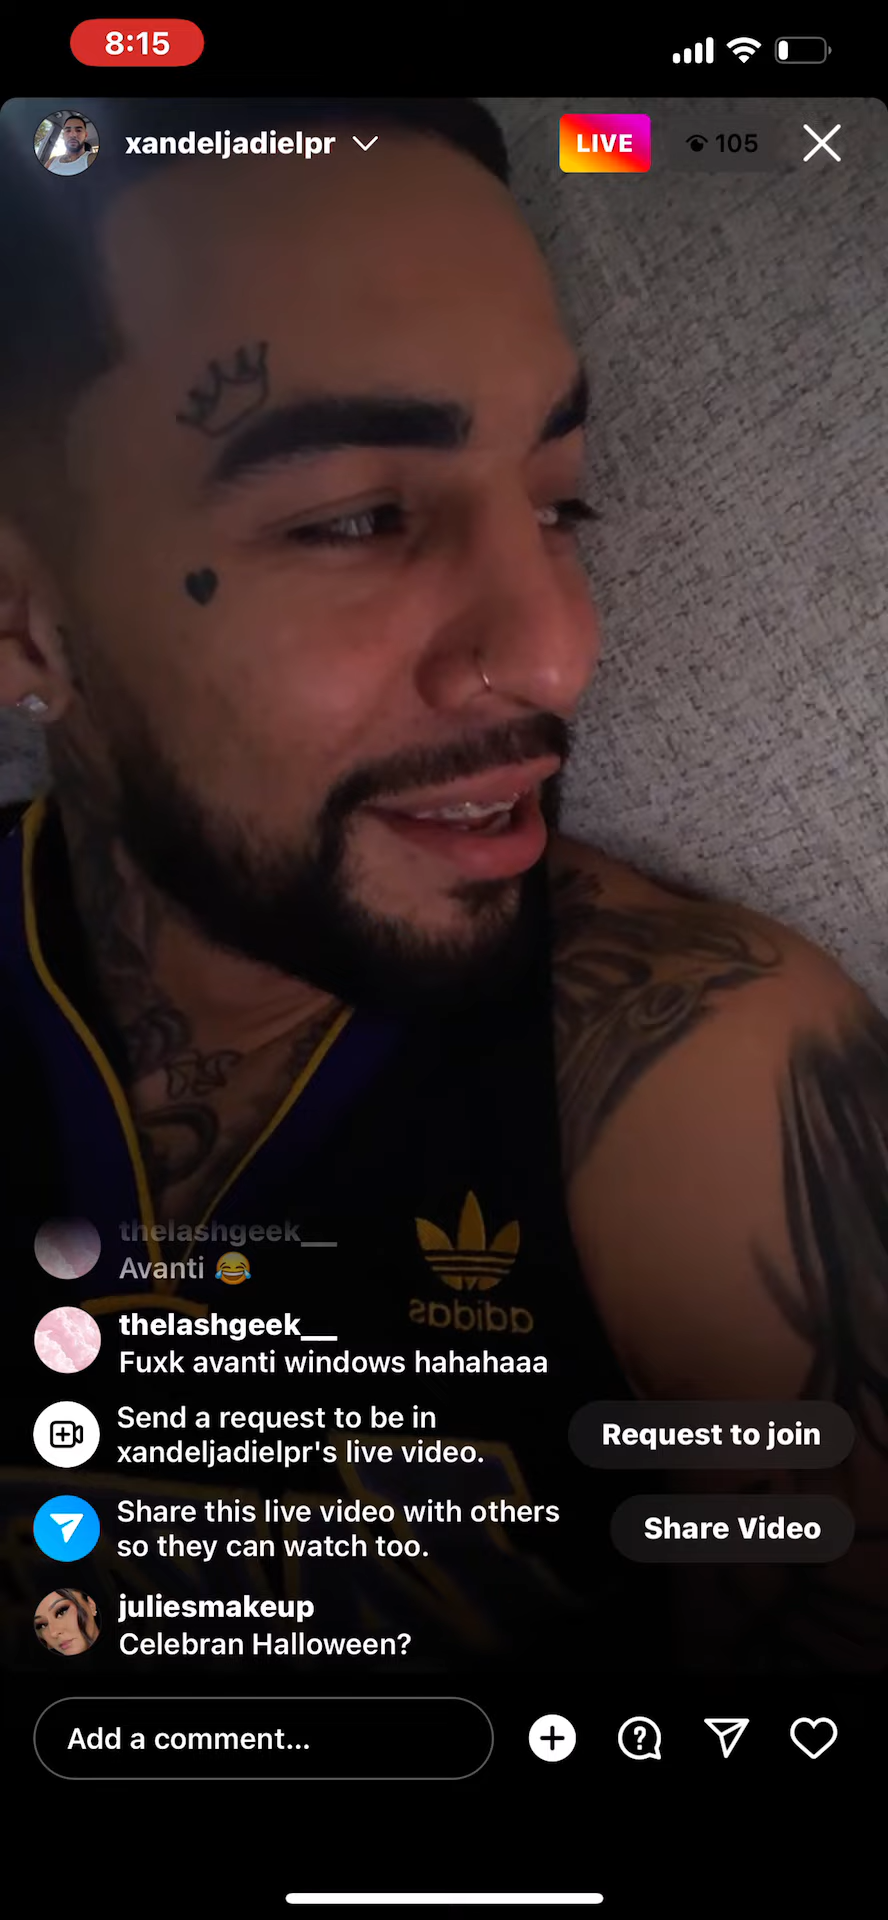 8:15
xandeljadielpr
LIVE
105
thelashgeek__
Avanti 😂
adidas
thelashgeek__
Fuxk avanti windows hahahaaa
Send a request to be in
xandeljadielpr's live video.
Request to join
Share this live video with others
so they can watch too.
Share Video
juliesmakeup
Celebran Halloween?
Add a comment...